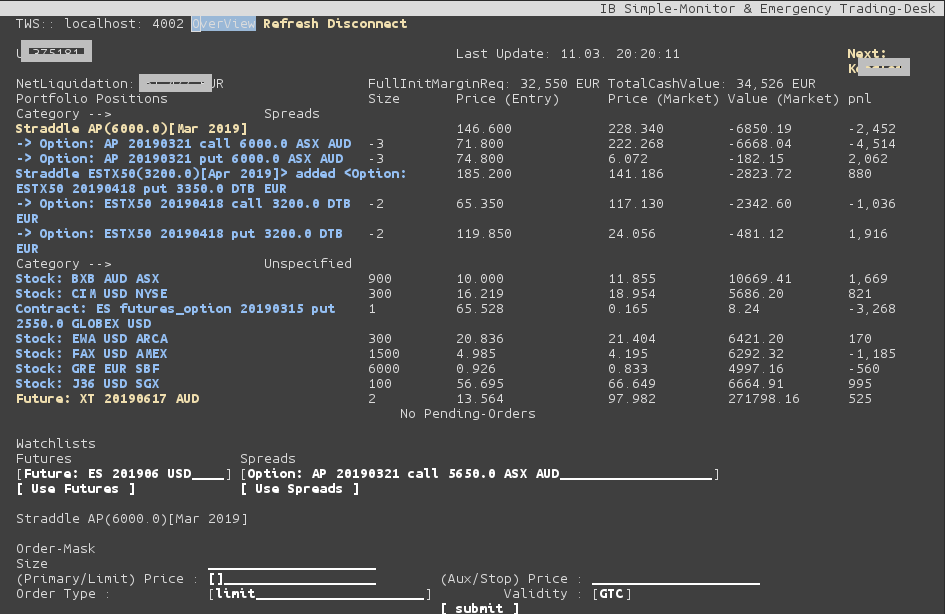 IB Simple-Monitor & Emergency Trading-Desk
TWS:: localhost: 4002 OverView Refresh Disconnect
Last Update: 11.03. 20:20:11 Next:
NetLiquidation: UR FullInitMarginReq: 32,550 EUR TotalCashValue: 34,526 EUR
Portfolio Positions Size Price (Entry) Price (Market) Value (Market) pnl
Category --> Spreads
Straddle AP(6000.0)[Mar 2019] 146.600 228.340 -6850.19 -2,452
-> Option: AP 20190321 call 6000.0 ASX AUD -3 71.800 222.268 -6668.04 -4,514
-> Option: AP 20190321 put 6000.0 ASX AUD -3 74.800 6.072 -182.15 2,062
Straddle ESTX50(3200.0)[Apr 2019]> added <Option: 185.200 141.186 -2823.72 880
ESTX50 20190418 put 3350.0 DTB EUR
-> Option: ESTX50 20190418 call 3200.0 DTB -2 65.350 117.130 -2342.60 -1,036
EUR
-> Option: ESTX50 20190418 put 3200.0 DTB -2 119.850 24.056 -481.12 1,916
EUR
Category --> Unspecified
Stock: BXB AUD ASX 900 10.000 11.855 10669.41 1,669
Stock: CIM USD NYSE 300 16.219 18.954 5686.20 821
Contract: ES futures_option 20190315 put 1 65.528 0.165 8.24 -3,268
2550.0 GLOBEX USD
Stock: EWA USD ARCA 300 20.836 21.404 6421.20 170
Stock: FAX USD AMEX 1500 4.985 4.195 6292.32 -1,185
Stock: GRE EUR SBF 6000 0.926 0.833 4997.16 -560
Stock: J36 USD SGX 100 56.695 66.649 6664.91 995
Future: XT 20190617 AUD 2 13.564 97.982 271798.16 525
No Pending-Orders
Watchlists
Futures Spreads
[Future: ES 201906 USD____] [Option: AP 20190321 call 5650.0 ASX AUD___________________]
[ Use Futures ] [ Use Spreads ]
Straddle AP(6000.0)[Mar 2019]
Order-Mask
Size _____________________
(Primary/Limit) Price : []___________________ (Aux/Stop) Price : _____________________
Order Type : [limit_____________________] Validity : [GTC]
[ submit ]